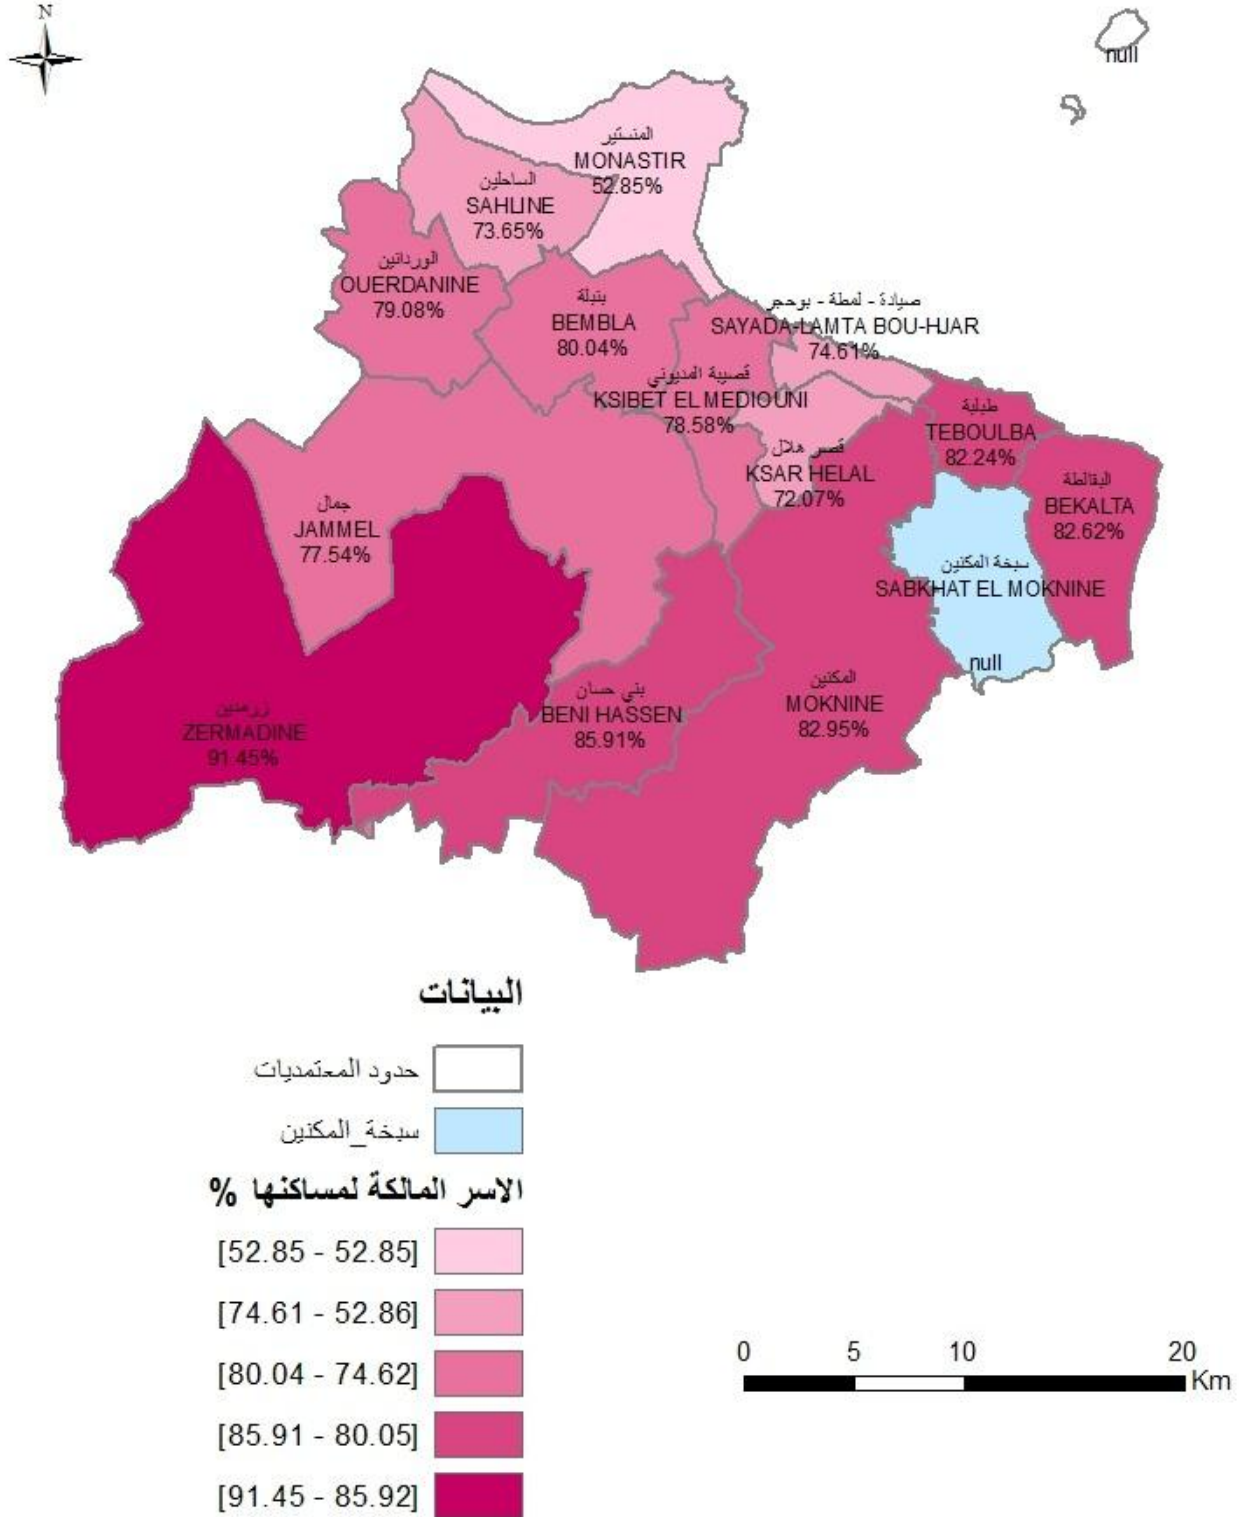 N
null
المنستير
MONASTIR
52.85%
الساحلين
SAHLINE
73.65%
الوردانين
OUERDANINE
79.08%
بنبلة
BEMBLA
80.04%
صيادة - لمطة - بوحجر
SAYADA-LAMTA BOU-HJAR
74.61%
قصيبة المديوني
KSIBET EL MEDIOUNI
78.58%
طبلبة
TEBOULBA
82.24%
قصر هلال
KSAR HELAL
72.07%
البقالطة
BEKALTA
82.62%
جمال
JAMMEL
77.54%
سبخة المكنين
SABKHAT EL MOKNINE
null
المكنين
MOKNINE
82.95%
بني حسان
BENI HASSEN
85.91%
زرمدين
ZERMADINE
91.45%
البيانات
حدود المعتمديات
سبخة_المكنين
الاسر المالكة لمساكنها %
[52.85 - 52.85]
[74.61 - 52.86]
[80.04 - 74.62]
[85.91 - 80.05]
[91.45 - 85.92]
0 5 10 20
Km